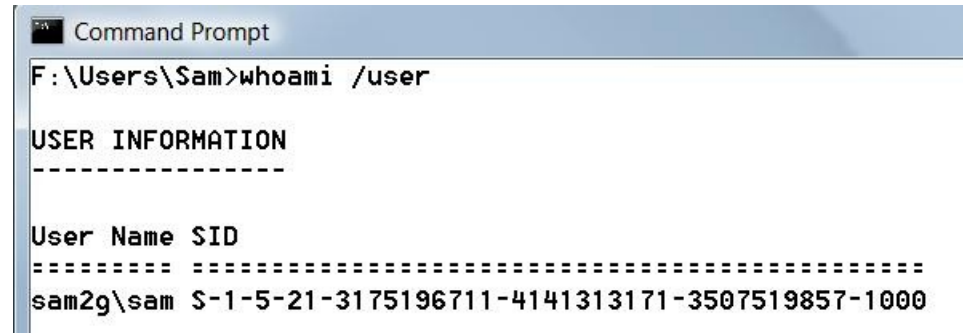 Command Prompt
F:\Users\Sam>whoami /user
USER INFORMATION
----------------
User Name SID
========= ==============================================
sam2g\sam S-1-5-21-3175196711-4141313171-3507519857-1000